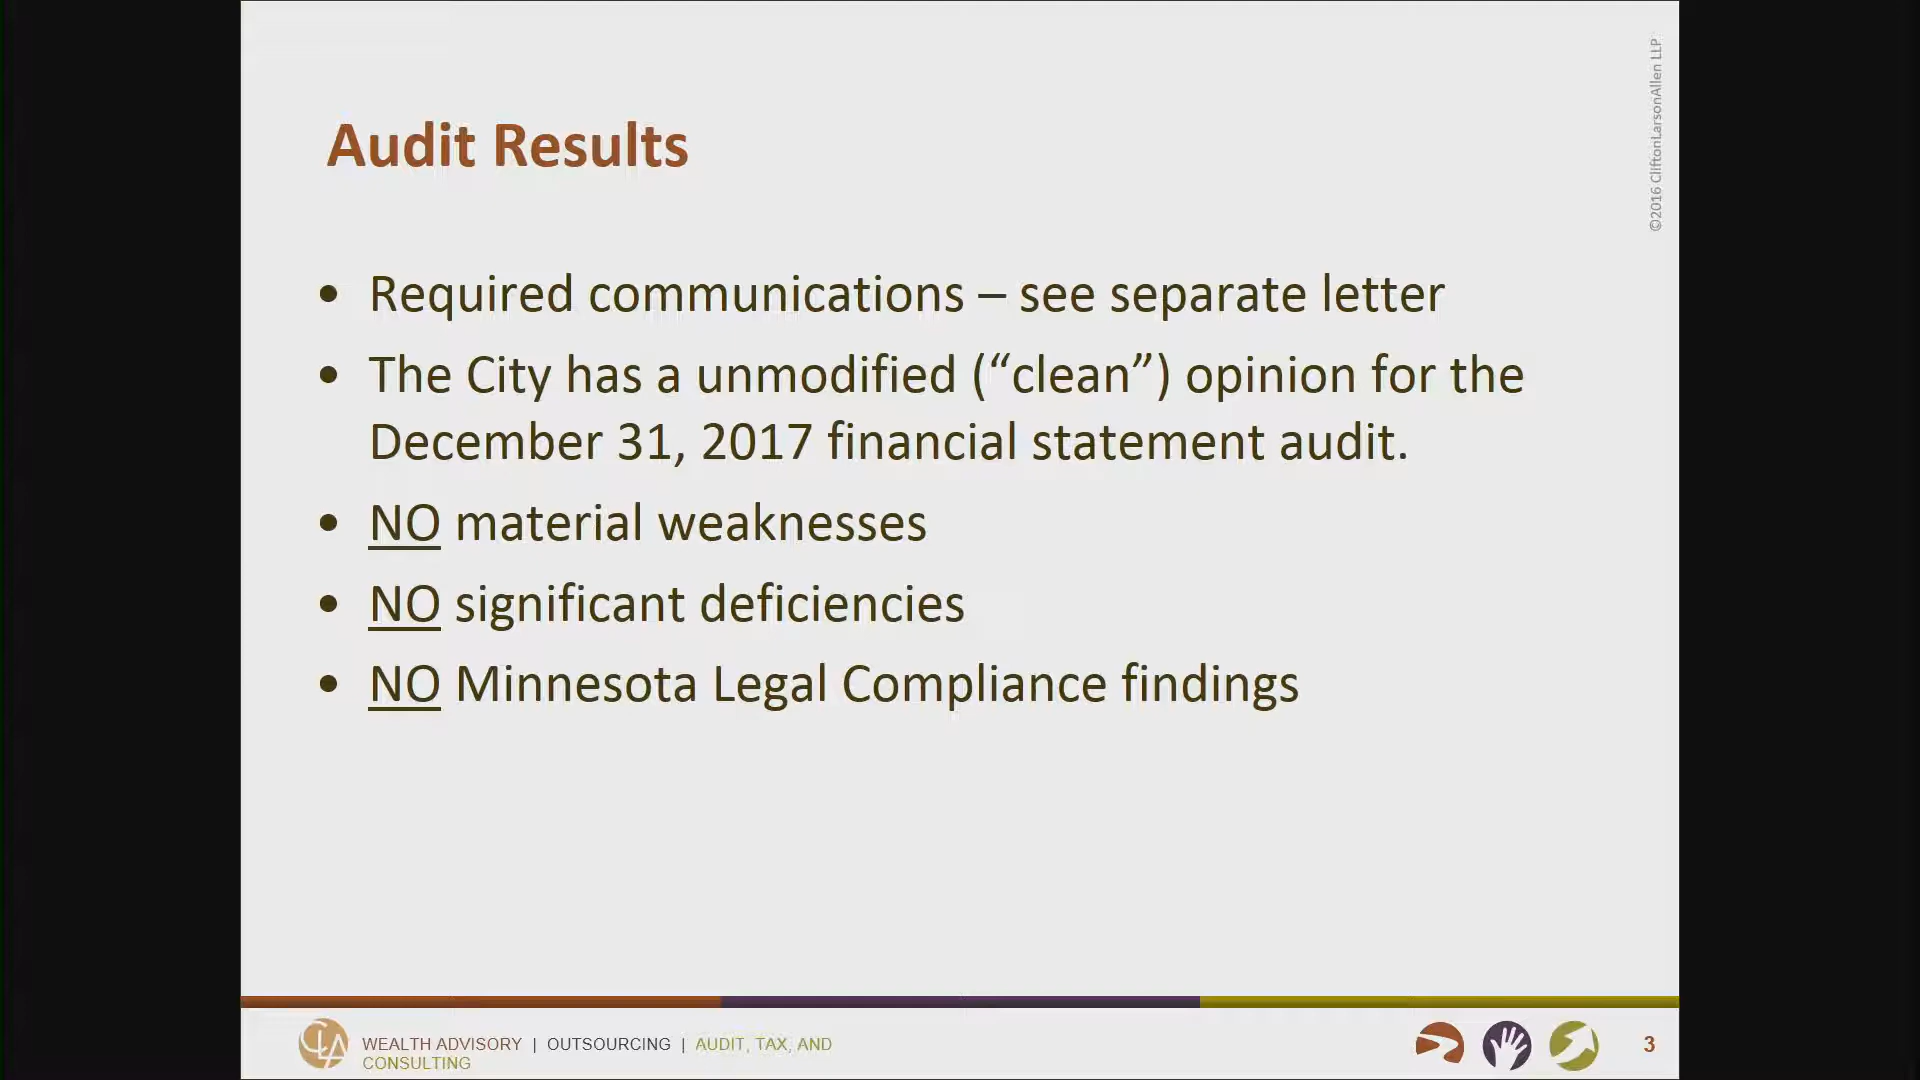 ©2016 CliftonLarsonAllen LLP
Audit Results
• Required communications – see separate letter
• The City has a unmodified (“clean”) opinion for the
December 31, 2017 financial statement audit.
• NO material weaknesses
• NO significant deficiencies
• NO Minnesota Legal Compliance findings
CLA
WEALTH ADVISORY | OUTSOURCING | AUDIT, TAX, AND
CONSULTING
3